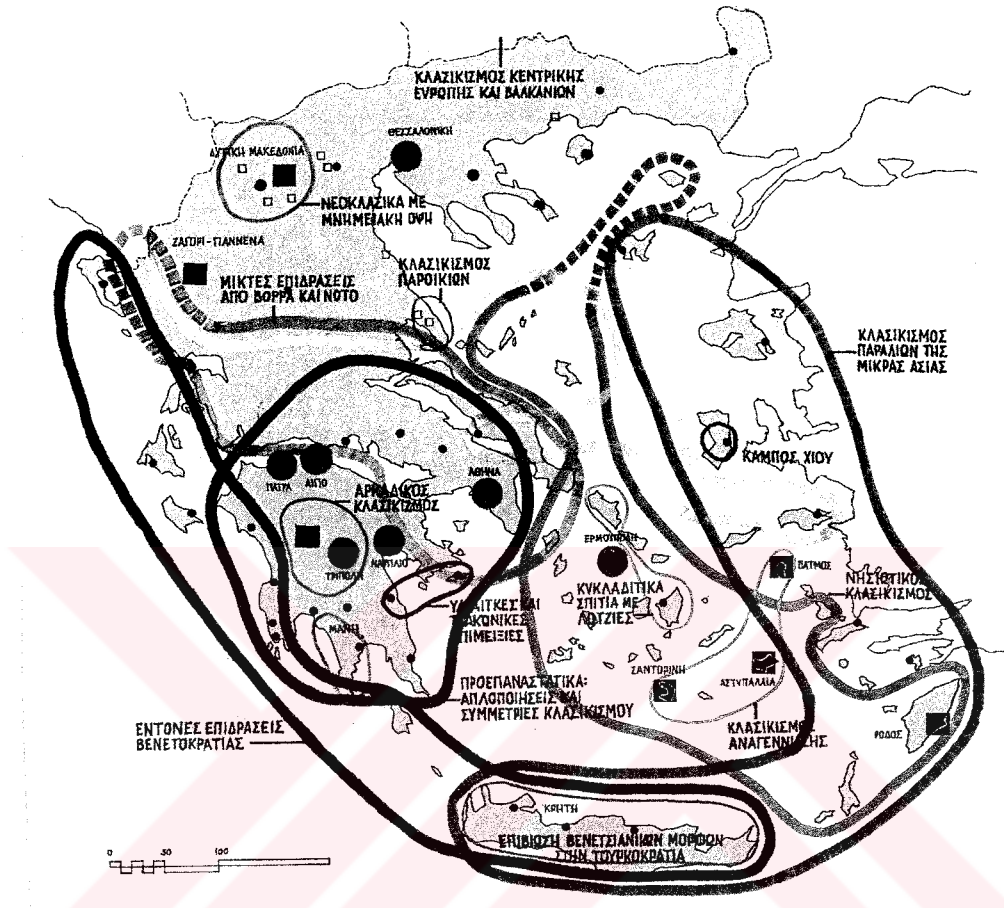 ΚΛΑΣΙΚΙΣΜΟΣ ΚΕΝΤΡΙΚΗΣ
ΕΥΡΩΠΗΣ ΚΑΙ ΒΑΛΚΑΝΙΩΝ
ΘΕΣΣΑΛΟΝΙΚΗ
ΔΥΤΙΚΗ ΜΑΚΕΔΟΝΙΑ
ΝΕΟΚΛΑΣΙΚΑ ΜΕ
ΜΝΗΜΕΙΑΚΗ ΟΨΗ
ΖΑΓΟΡΙ-ΓΙΑΝΝΕΝΑ
ΚΛΑΣΙΚΙΣΜΟΣ
ΠΑΡΟΙΚΙΩΝ
ΜΙΚΤΕΣ ΕΠΙΔΡΑΣΕΙΣ
ΑΠΟ ΒΟΡΡΑ ΚΑΙ ΝΟΤΟ
ΚΛΑΣΙΚΙΣΜΟΣ
ΠΑΡΑΛΙΩΝ ΤΗΣ
ΜΙΚΡΑΣ ΑΣΙΑΣ
ΚΑΜΠΟΣ ΧΙΟΥ
ΑΘΗΝΑ
ΠΑΤΡΑ
ΑΙΓΙΟ
ΑΡΚΑΔΙΚΟΣ
ΚΛΑΣΙΚΙΣΜΟΣ
ΕΡΜΟΥΠΟΛΗ
ΝΑΥΠΛΙΟ
ΤΡΙΠΟΛΗ
ΠΑΤΜΟΣ
ΝΗΣΙΩΤΙΚΟΣ
ΚΛΑΣΙΚΙΣΜΟΣ
ΚΥΚΛΑΔΙΤΙΚΑ
ΣΠΙΤΙΑ ΜΕ
ΛΟΤΖΙΕΣ
ΚΑΙ
ΜΑΝΗ
ΣΑΝΤΟΡΙΝΗ
ΑΣΤΥΠΑΛΑΙΑ
ΠΡΟΕΠΑΝΑΣΤΑΤΙΚΑ:
ΑΠΛΟΠΟΙΗΣΕΙΣ ΚΑΙ
ΣΥΜΜΕΤΡΙΕΣ ΚΛΑΣΙΚΙΣΜΟΥ
ΕΝΤΟΝΕΣ ΕΠΙΔΡΑΣΕΙΣ
ΒΕΝΕΤΟΚΡΑΤΙΑΣ
ΚΛΑΣΙΚΙΣΜΟΣ
ΑΝΑΓΕΝΝΗΣΗΣ
ΡΟΔΟΣ
ΚΡΗΤΗ
ΕΠΙΒΙΩΣΗ ΒΕΝΕΤΣΙΑΝΙΚΩΝ ΜΟΡΦΩΝ
ΣΤΗΝ ΤΟΥΡΚΟΚΡΑΤΙΑ
0 50 100